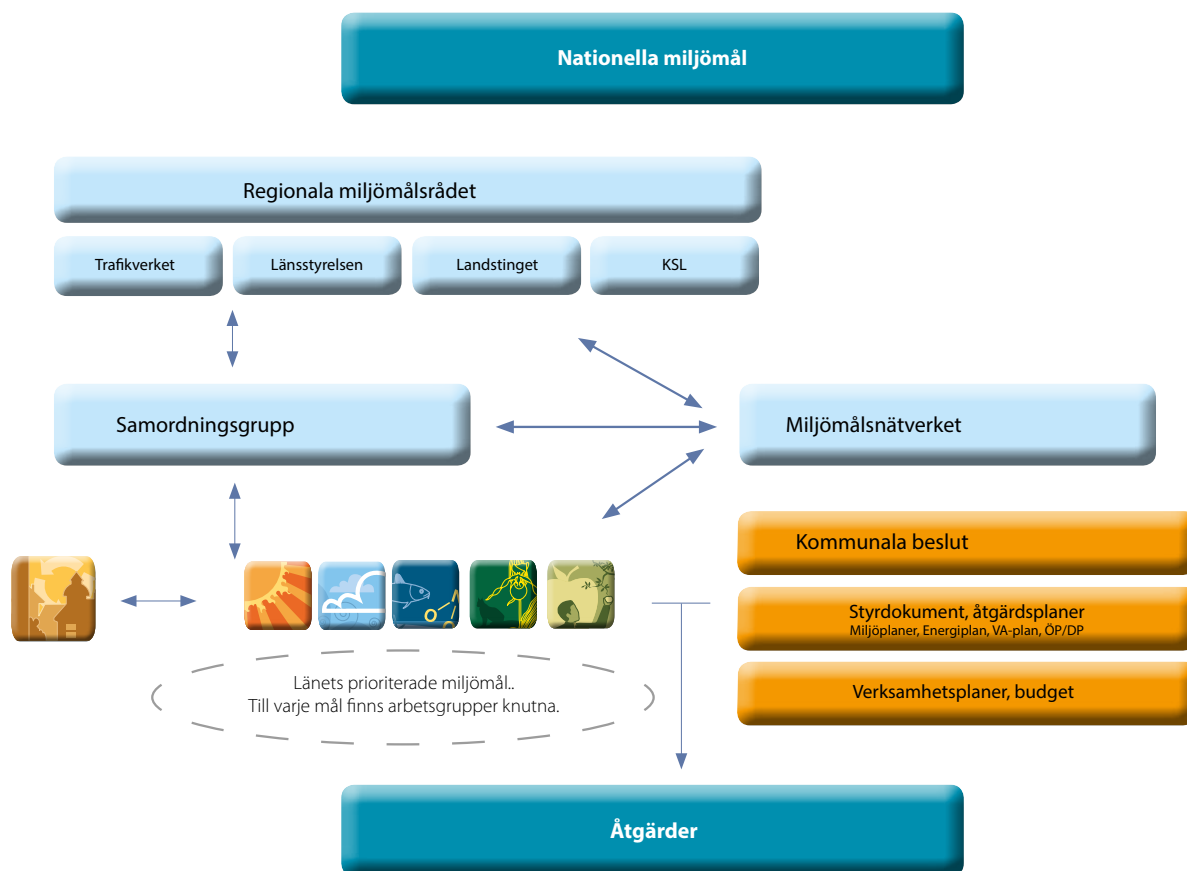 Nationella miljömål
Regionala miljömålsrådet
Trafikverket
Länsstyrelsen
Landstinget
KSL
Samordningsgrupp
Miljömålsnätverket
Kommunala beslut
Styrdokument, åtgärdsplaner
Miljöplaner, Energiplan, VA-plan, ÖP/DP
Verksamhetsplaner, budget
Länets prioriterade miljömål..
Till varje mål finns arbetsgrupper knutna.
Åtgärder